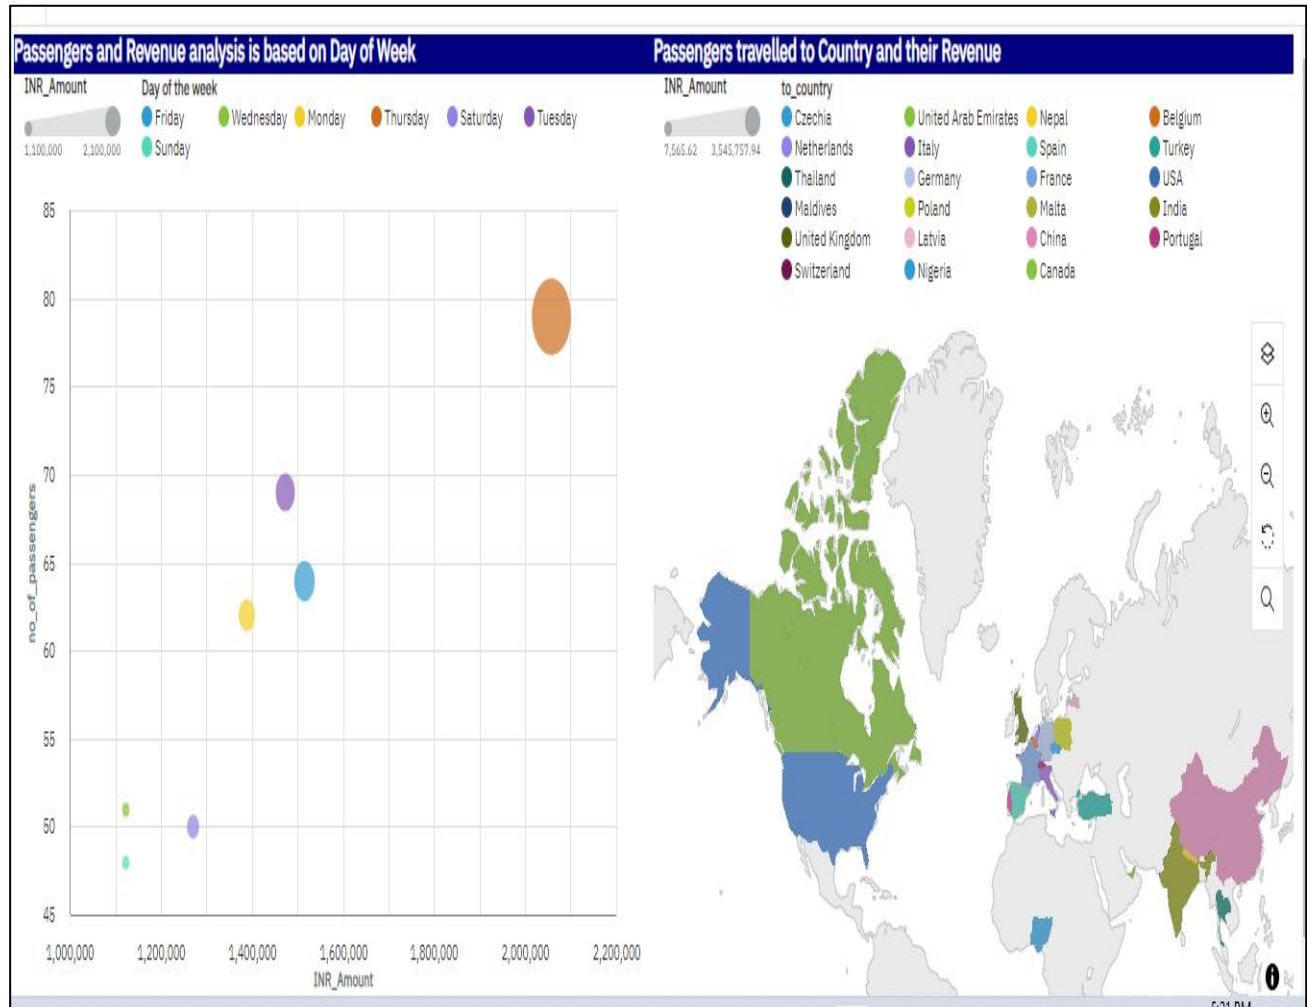 Passengers and Revenue analysis is based on Day of Week
INR_Amount
1,100,000 2,100,000
Day of the week
Friday Wednesday Monday Thursday Saturday Tuesday
Sunday
85
80
75
70
65
60
55
50
45
no_of_passengers
1,000,000 1,200,000 1,400,000 1,600,000 1,800,000 2,000,000 2,200,000
INR_Amount
Passengers travelled to Country and their Revenue
INR_Amount
7,565.62 3,545,757.94
to_country
Czechia United Arab Emirates Nepal Belgium
Netherlands Italy Spain Turkey
Thailand Germany France USA
Maldives Poland Malta India
United Kingdom Latvia China Portugal
Switzerland Nigeria Canada